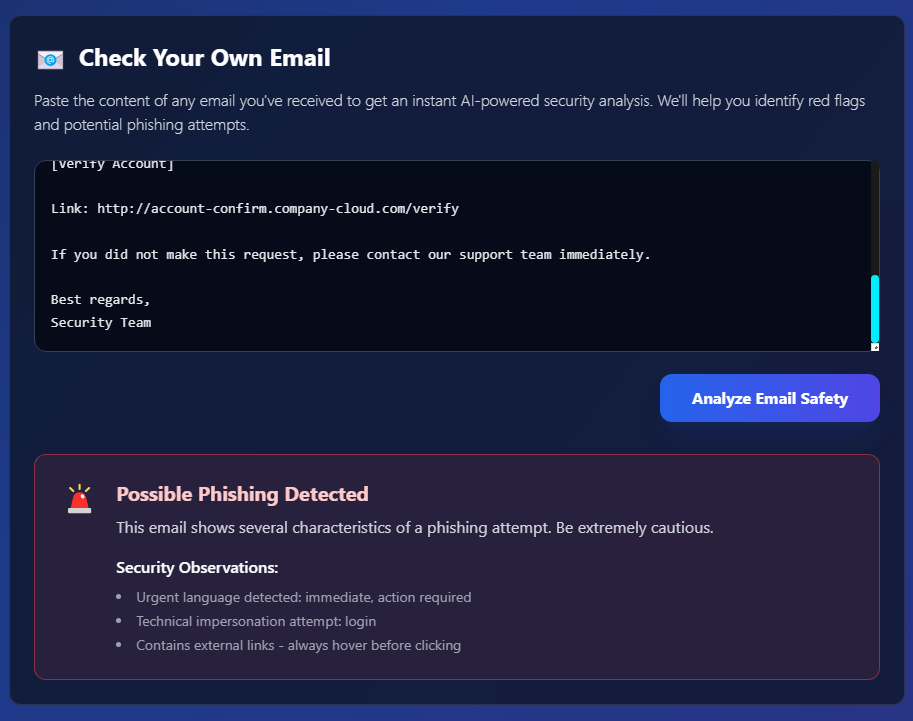 Check Your Own Email
Paste the content of any email you've received to get an instant AI-powered security analysis. We'll help you identify red flags
and potential phishing attempts.
[Verify Account]
Link: http://account-confirm.company-cloud.com/verify
If you did not make this request, please contact our support team immediately.
Best regards,
Security Team
Analyze Email Safety
Possible Phishing Detected
This email shows several characteristics of a phishing attempt. Be extremely cautious.
Security Observations:
• Urgent language detected: immediate, action required
• Technical impersonation attempt: login
• Contains external links - always hover before clicking